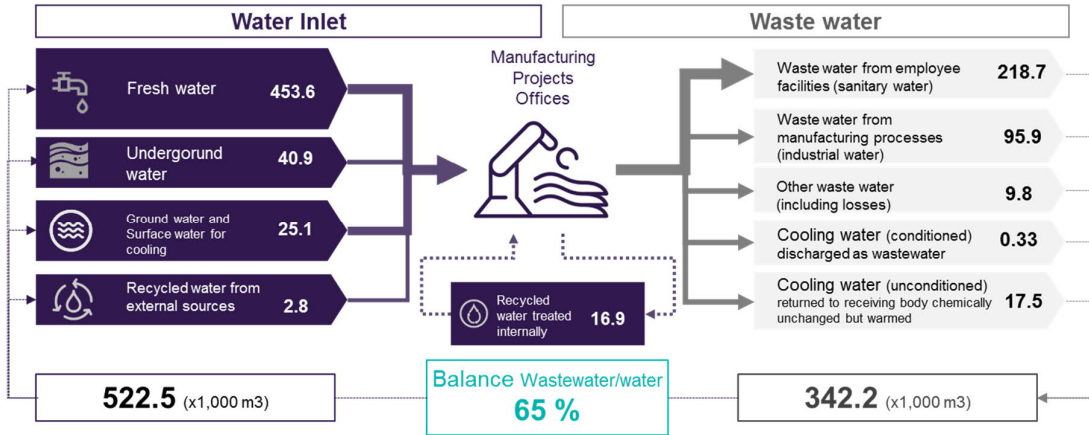 Water Inlet
Waste water
Fresh water
453.6
Undergorund
water
40.9
Ground water and
Surface water for
cooling
25.1
Recycled water from
external sources
2.8
Manufacturing
Projects
Offices
Recycled
water treated
internally
16.9
Waste water from employee
facilities (sanitary water)
218.7
Waste water from
manufacturing processes
(industrial water)
95.9
Other waste water
(including losses)
9.8
Cooling water (conditioned)
discharged as wastewater
0.33
Cooling water (unconditioned)
returned to receiving body chemically
unchanged but warmed
17.5
522.5 (x1,000 m3)
Balance Wastewater/water
65 %
342.2 (x1,000 m3)